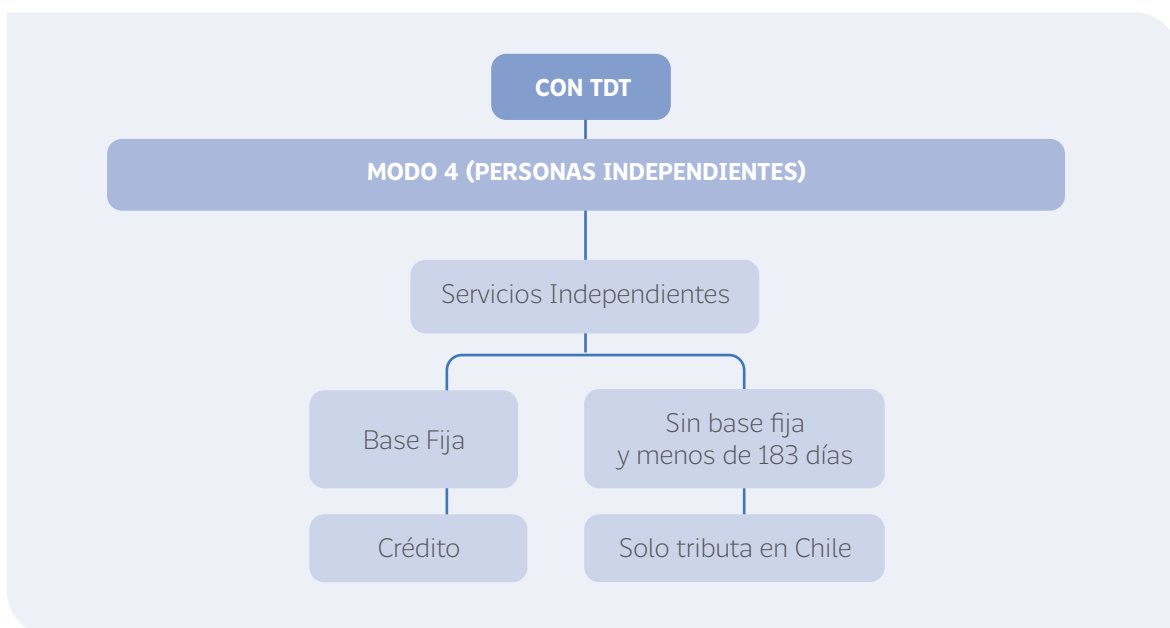 CON TDT
MODO 4 (PERSONAS INDEPENDIENTES)
Servicios Independientes
Base Fija
Sin base fija
y menos de 183 días
Crédito
Solo tributa en Chile